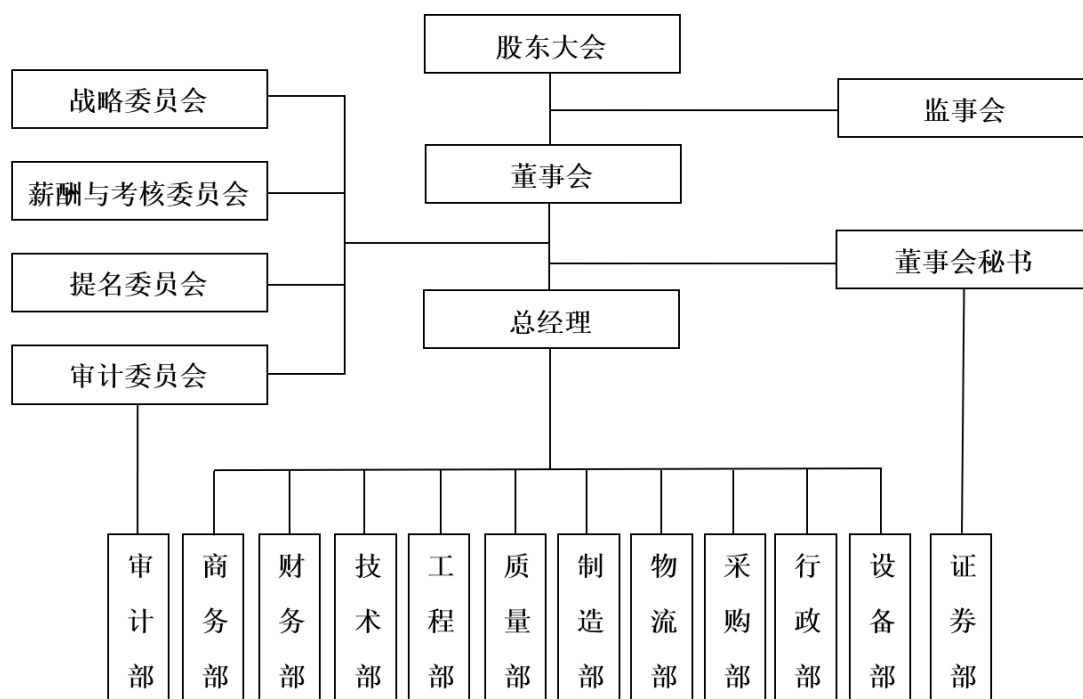 股东大会
战略委员会
监事会
董事会
薪酬与考核委员会
董事会秘书
提名委员会
总经理
审计委员会
审计部
商务部
财务部
技术部
工程部
质量部
制造部
物流部
采购部
行政部
设备部
证券部